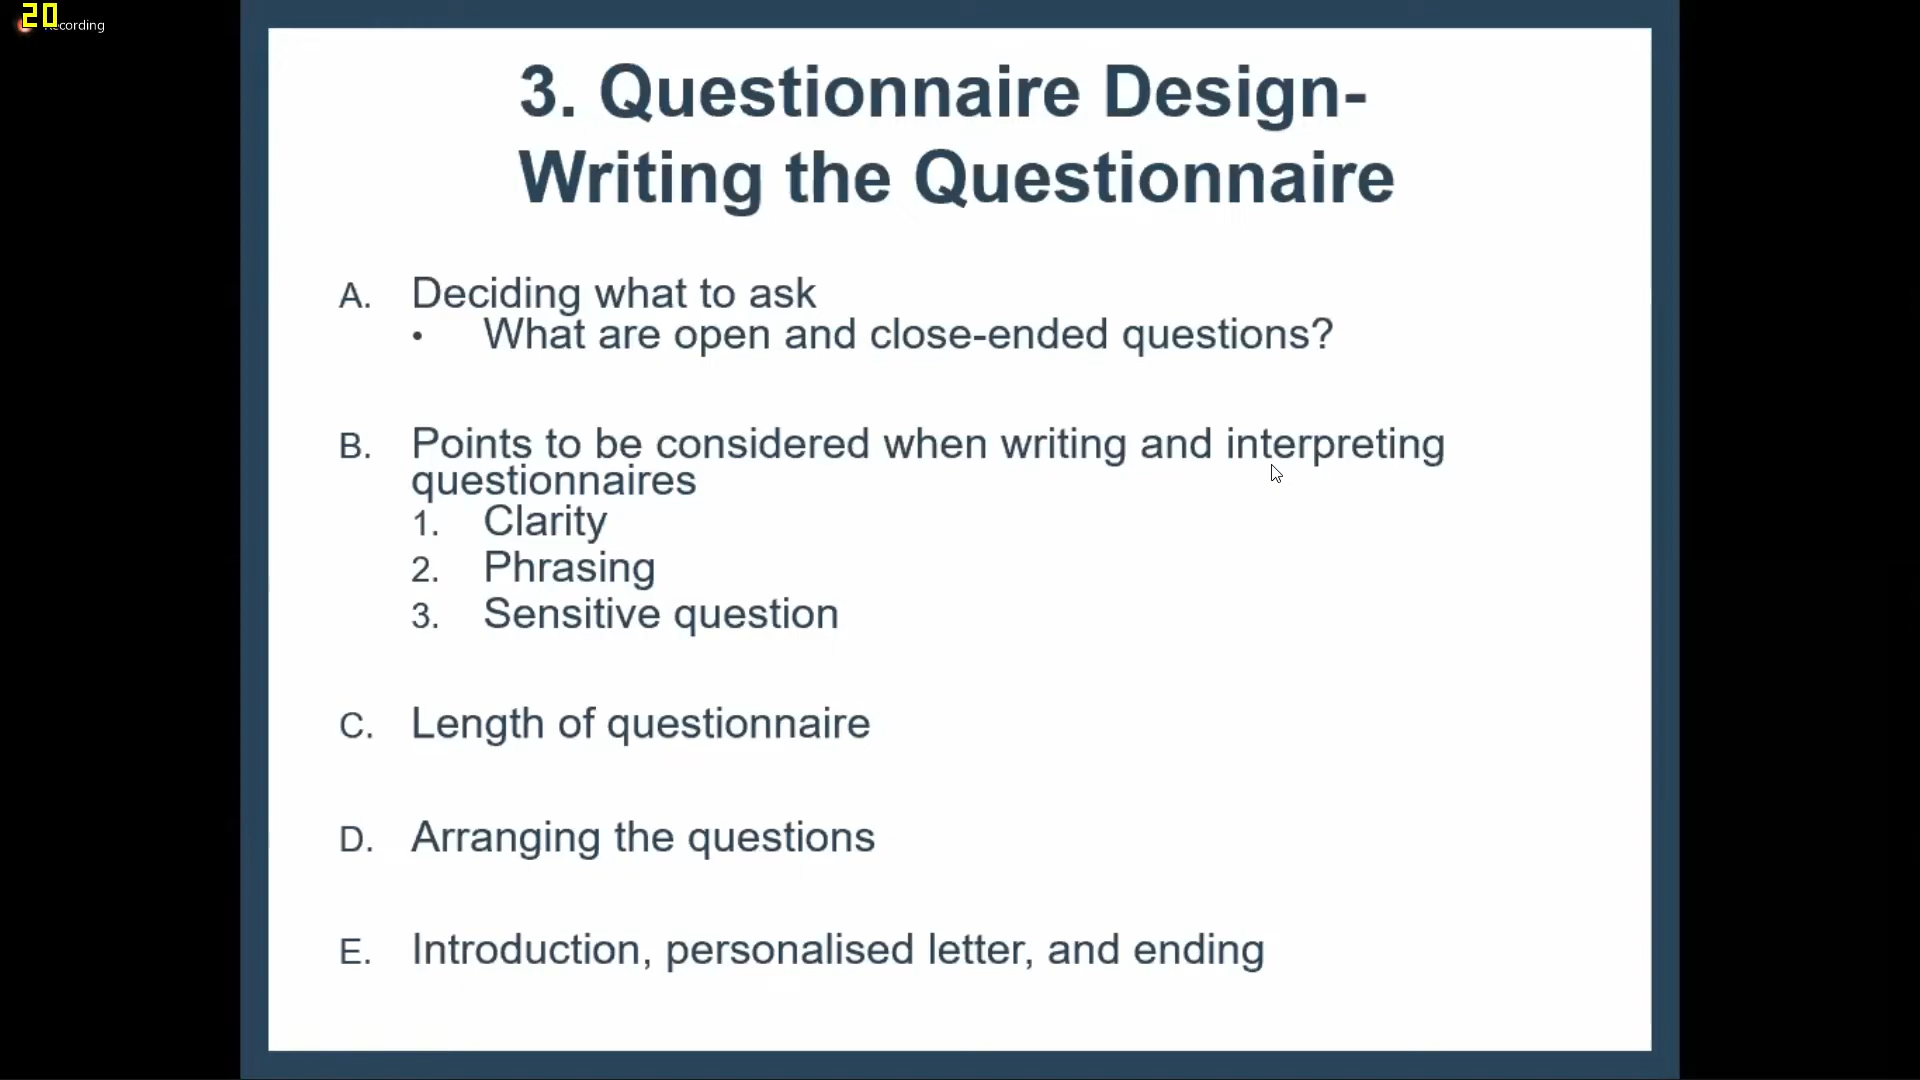 20
cording
3. Questionnaire Design-
Writing the Questionnaire
A. Deciding what to ask
• What are open and close-ended questions?
B. Points to be considered when writing and interpreting
questionnaires
1. Clarity
2. Phrasing
3. Sensitive question
C. Length of questionnaire
D. Arranging the questions
E. Introduction, personalised letter, and ending